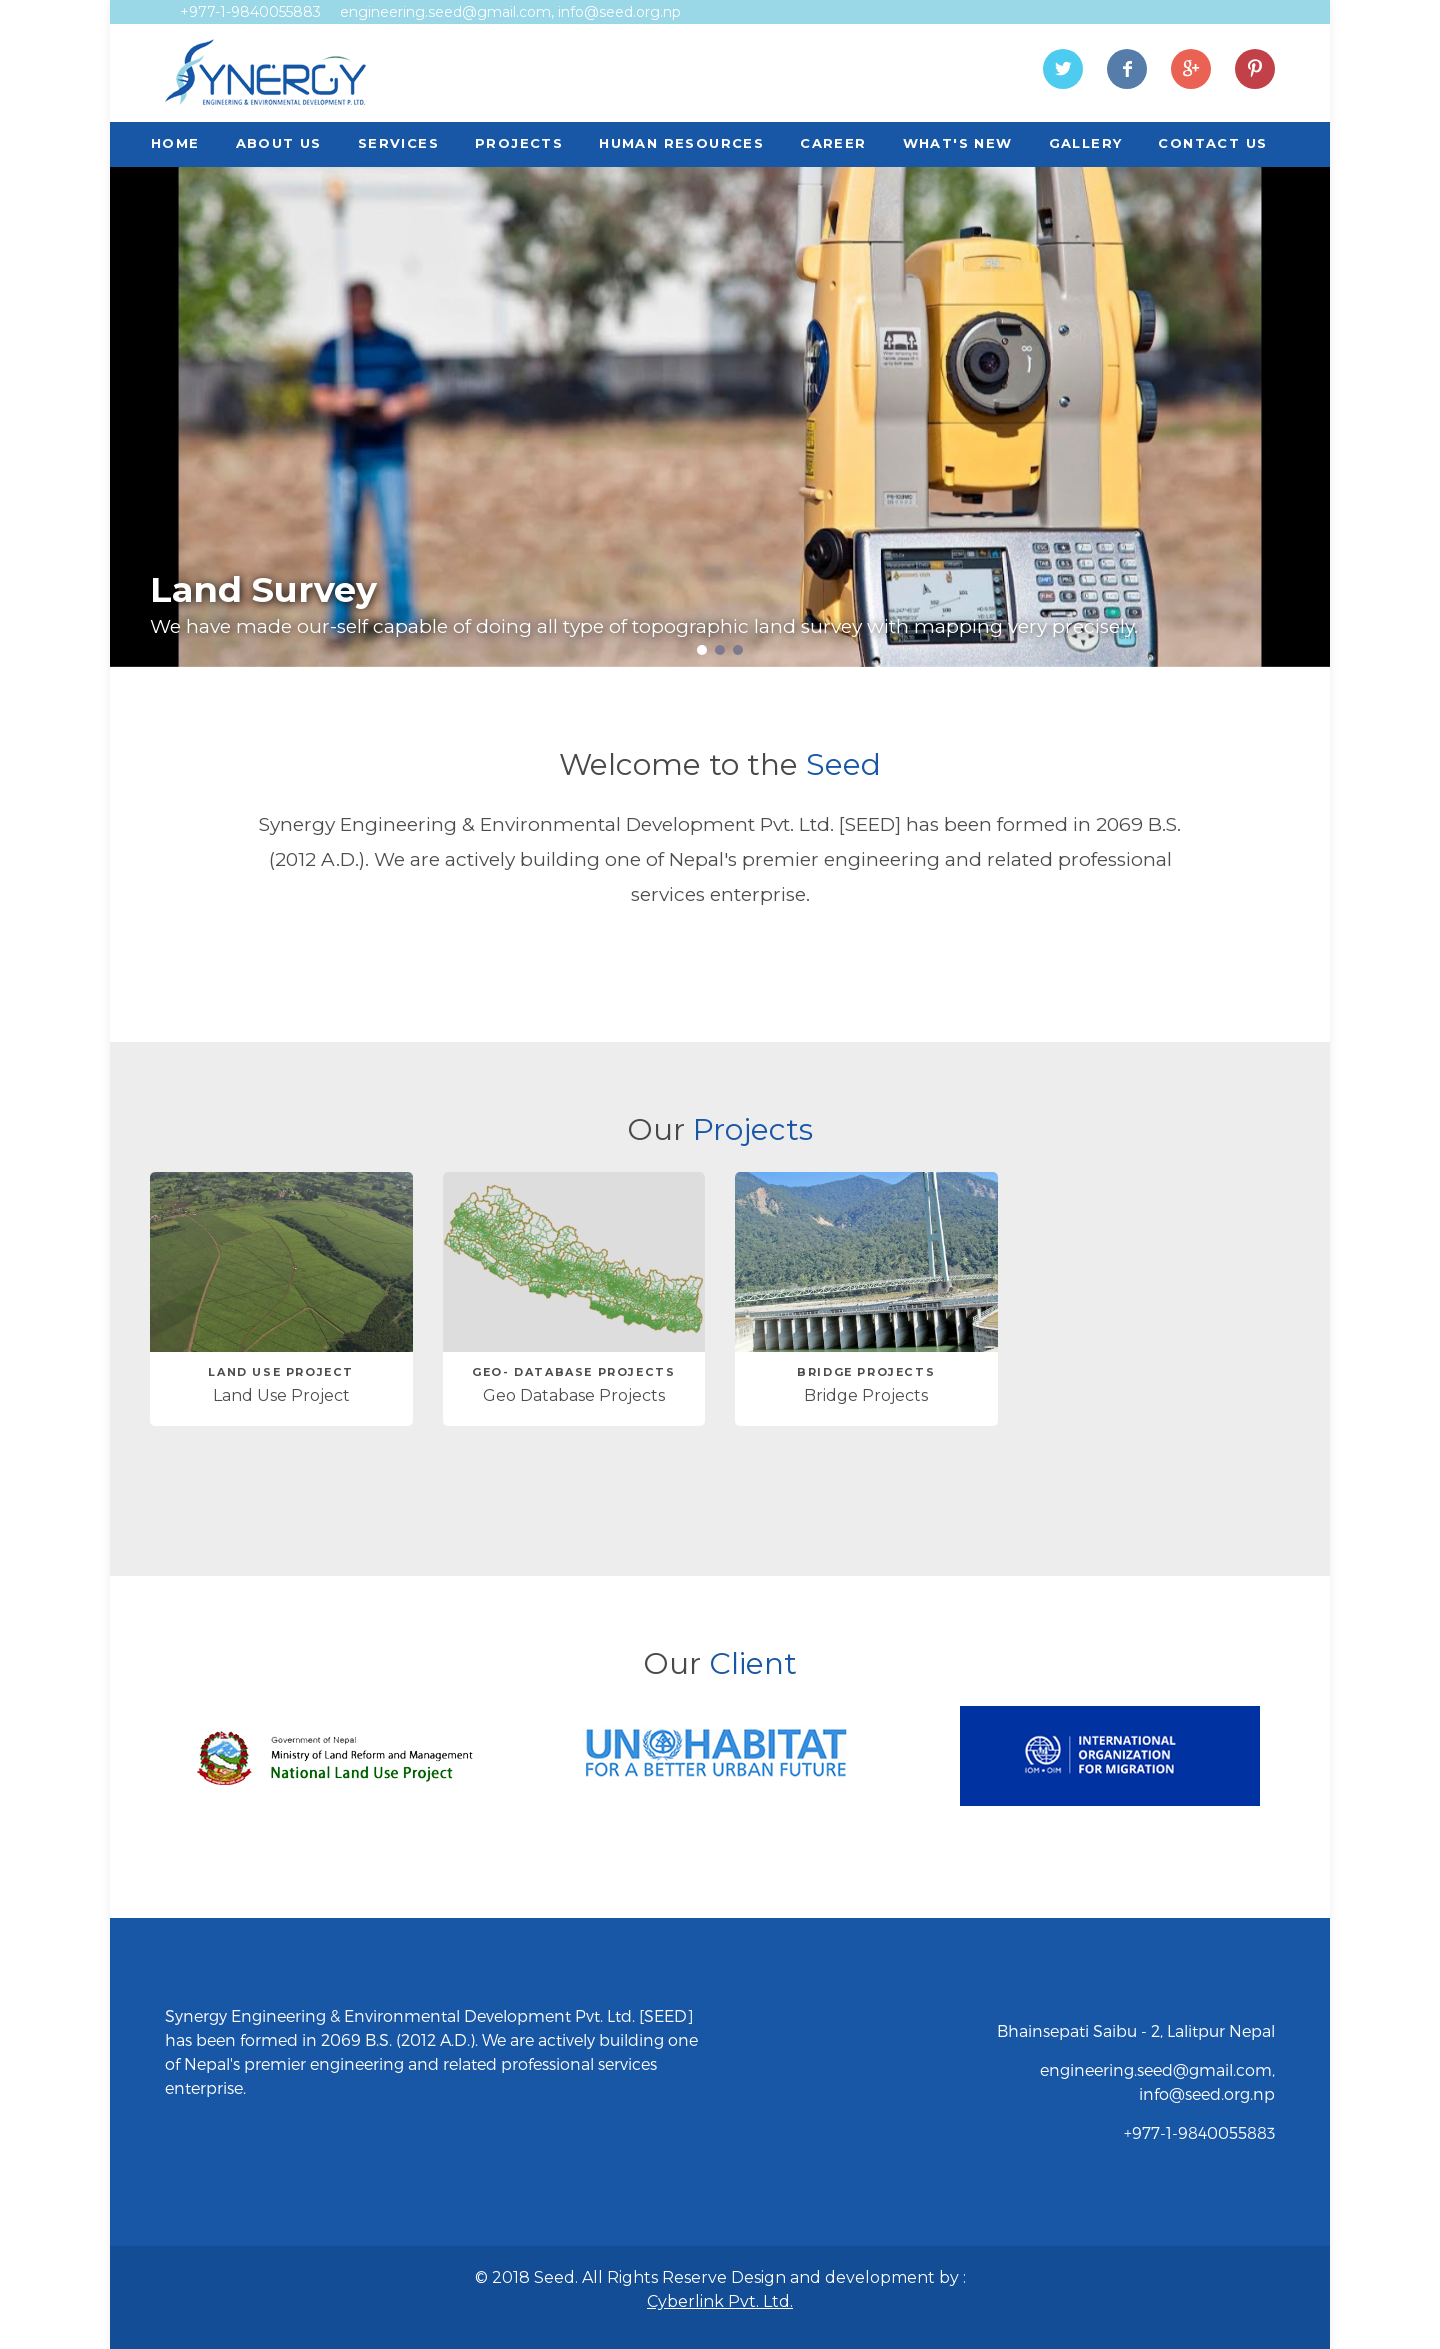 +977-1-9840055883 engineering.seed@gmail.com, info@seed.org.np
SYNERGY
ENGINEERING & ENVIRONMENTAL DEVELOPMENT P. LTD.
HOME ABOUT US SERVICES PROJECTS HUMAN RESOURCES CAREER WHAT'S NEW GALLERY CONTACT US
Land Survey
We have made our-self capable of doing all type of topographic land survey with mapping very precisely.
Welcome to the Seed
Synergy Engineering & Environmental Development Pvt. Ltd. [SEED] has been formed in 2069 B.S.
(2012 A.D.). We are actively building one of Nepal's premier engineering and related professional
services enterprise.
Our Projects
LAND USE PROJECT
Land Use Project
GEO- DATABASE PROJECTS
Geo Database Projects
BRIDGE PROJECTS
Bridge Projects
Our Client
Government of Nepal
Ministry of Land Reform and Management
National Land Use Project
UN HABITAT
FOR A BETTER URBAN FUTURE
IOM • OIM
INTERNATIONAL
ORGANIZATION
FOR MIGRATION
Synergy Engineering & Environmental Development Pvt. Ltd. [SEED]
has been formed in 2069 B.S. (2012 A.D.). We are actively building one
of Nepal's premier engineering and related professional services
enterprise.
Bhainsepati Saibu - 2, Lalitpur Nepal
engineering.seed@gmail.com,
info@seed.org.np
+977-1-9840055883
© 2018 Seed. All Rights Reserve Design and development by :
Cyberlink Pvt. Ltd.